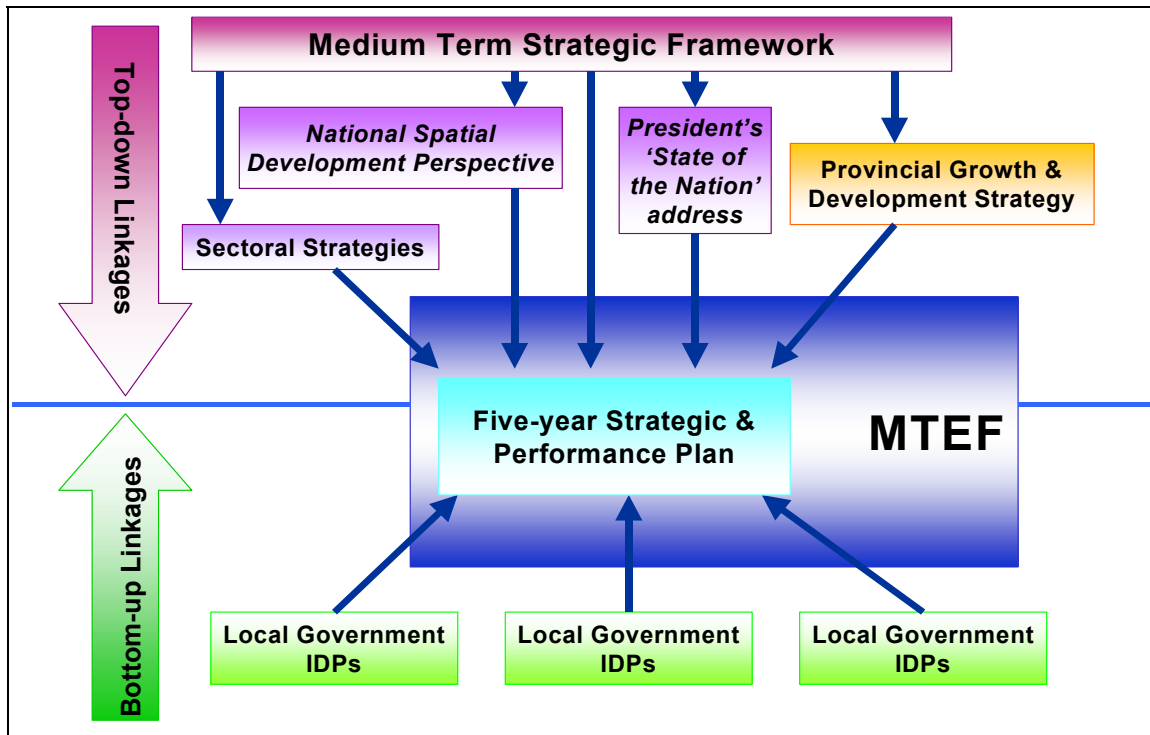 Medium Term Strategic Framework
Top-down Linkages
National Spatial
Development Perspective
President's
'State of
the Nation'
address
Provincial Growth &
Development Strategy
Sectoral Strategies
Five-year Strategic &
Performance Plan
MTEF
Bottom-up Linkages
Local Government
IDPs
Local Government
IDPs
Local Government
IDPs